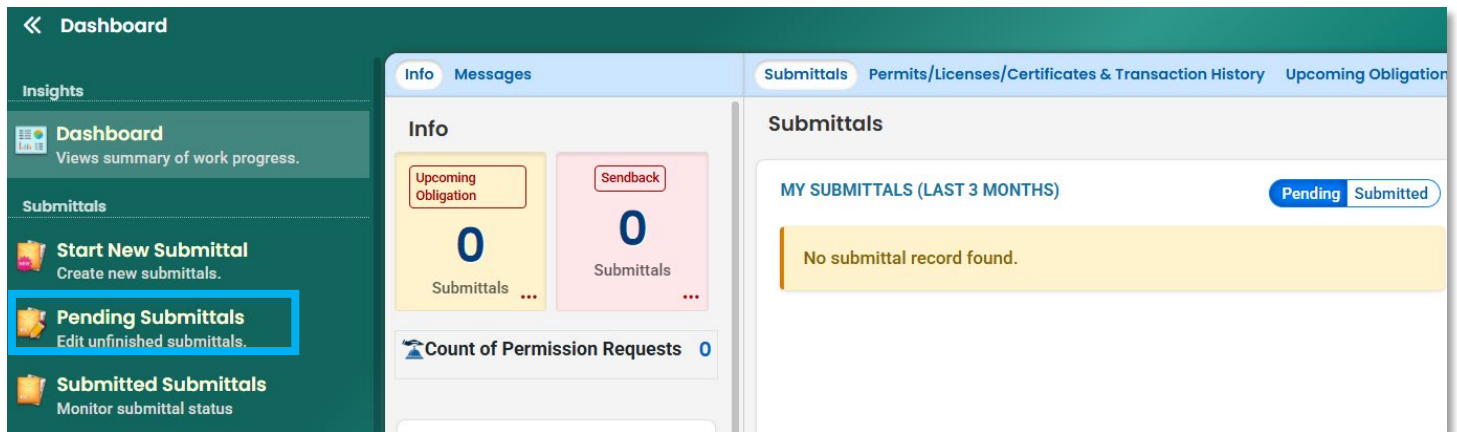 Dashboard
Insights
Dashboard
Views summary of work progress.
Submittals
Start New Submittal
Create new submittals.
Pending Submittals
Edit unfinished submittals.
Submitted Submittals
Monitor submittal status
Info Messages
Info
Upcoming
Obligation
0
Submittals
...
Sendback
0
Submittals
...
Count of Permission Requests 0
Submittals Permits/Licenses/Certificates & Transaction History Upcoming Obligation
Submittals
MY SUBMITTALS (LAST 3 MONTHS)
Pending Submitted
No submittal record found.